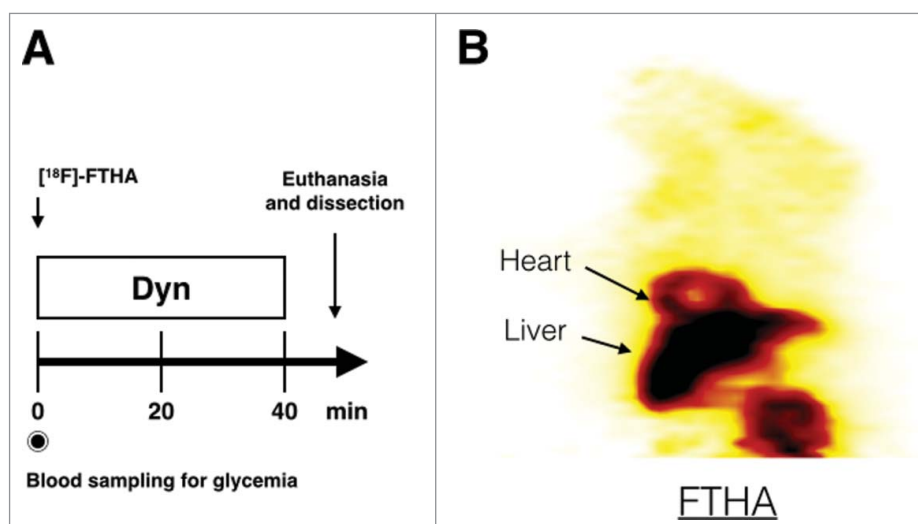 A
[¹⁸F]-FTHA
Euthanasia
and dissection
Dyn
0 20 40 min
Blood sampling for glycemia
B
Heart
Liver
FTHA